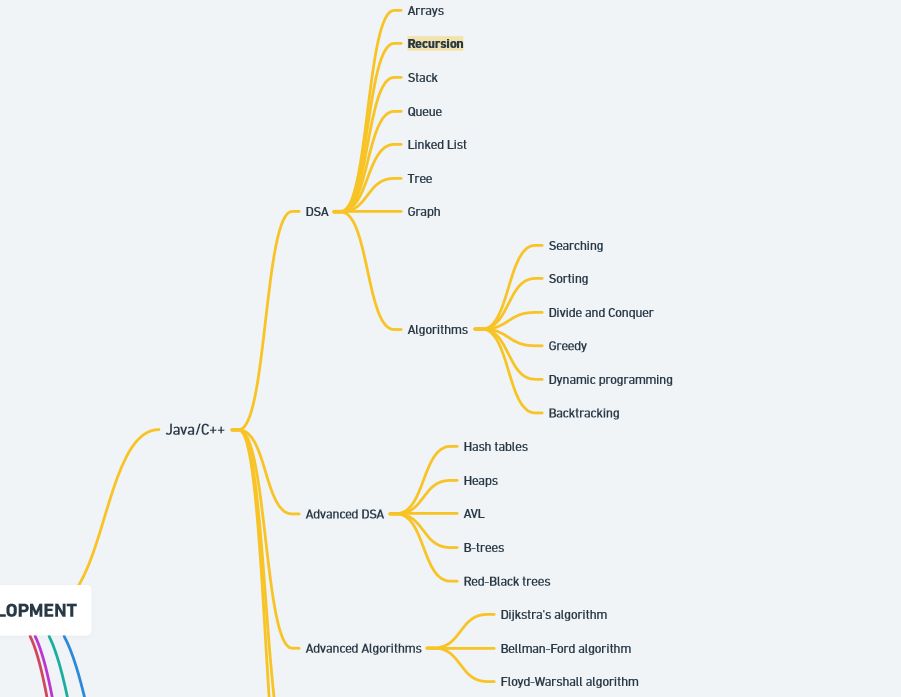 Arrays
Recursion
Stack
Queue
Linked List
Tree
DSA
Graph
Searching
Sorting
Divide and Conquer
Algorithms
Greedy
Dynamic programming
Backtracking
Java/C++
Hash tables
Heaps
Advanced DSA
AVL
B-trees
Red-Black trees
LOPMENT
Dijkstra's algorithm
Advanced Algorithms
Bellman-Ford algorithm
Floyd-Warshall algorithm